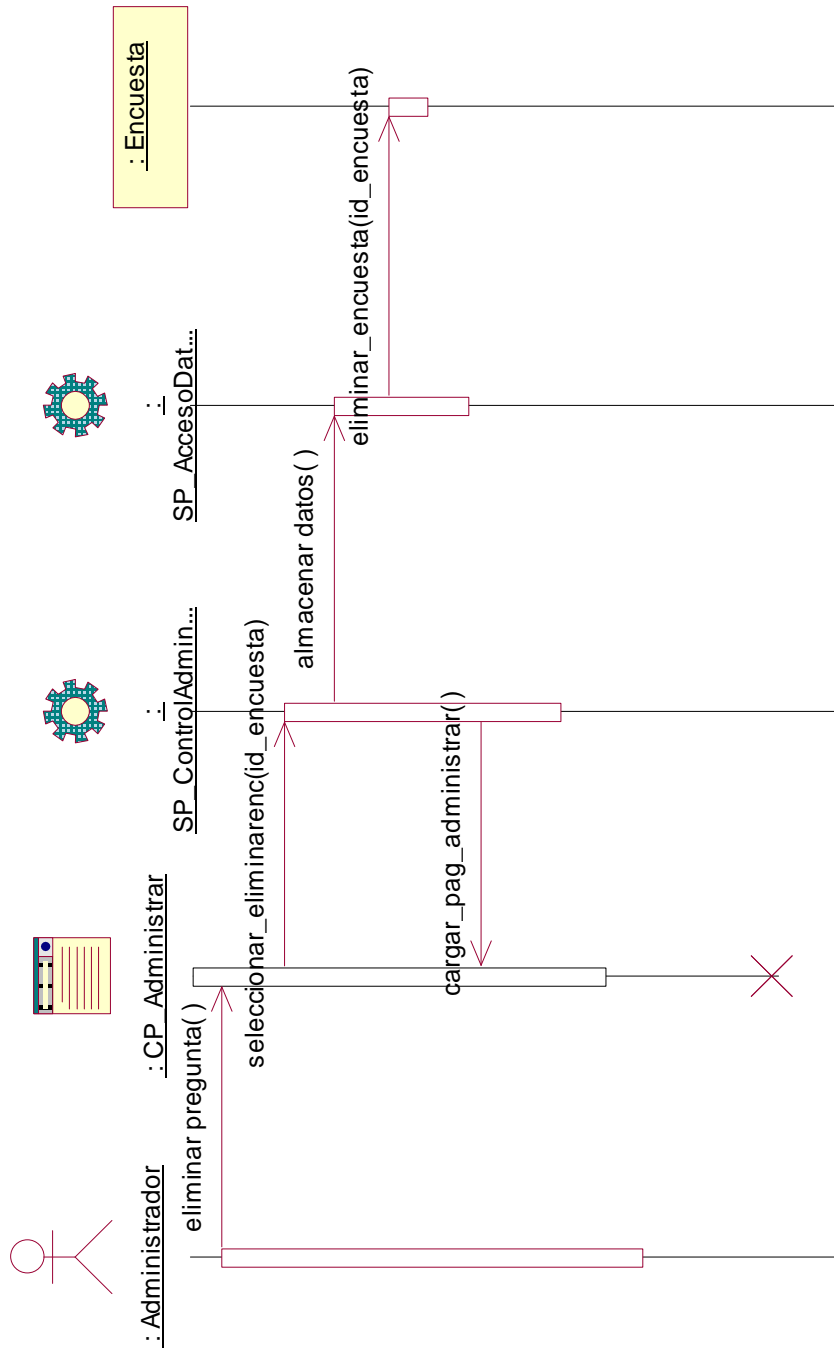 : Administrador
: CP_Administrar
:
SP_ControlAdmin...
:
SP_AccesoDat...
: Encuesta
eliminar pregunta( )
seleccionar_eliminarenc(id_encuesta)
almacenar datos( )
eliminar_encuesta(id_encuesta)
cargar_pag_administrar( )